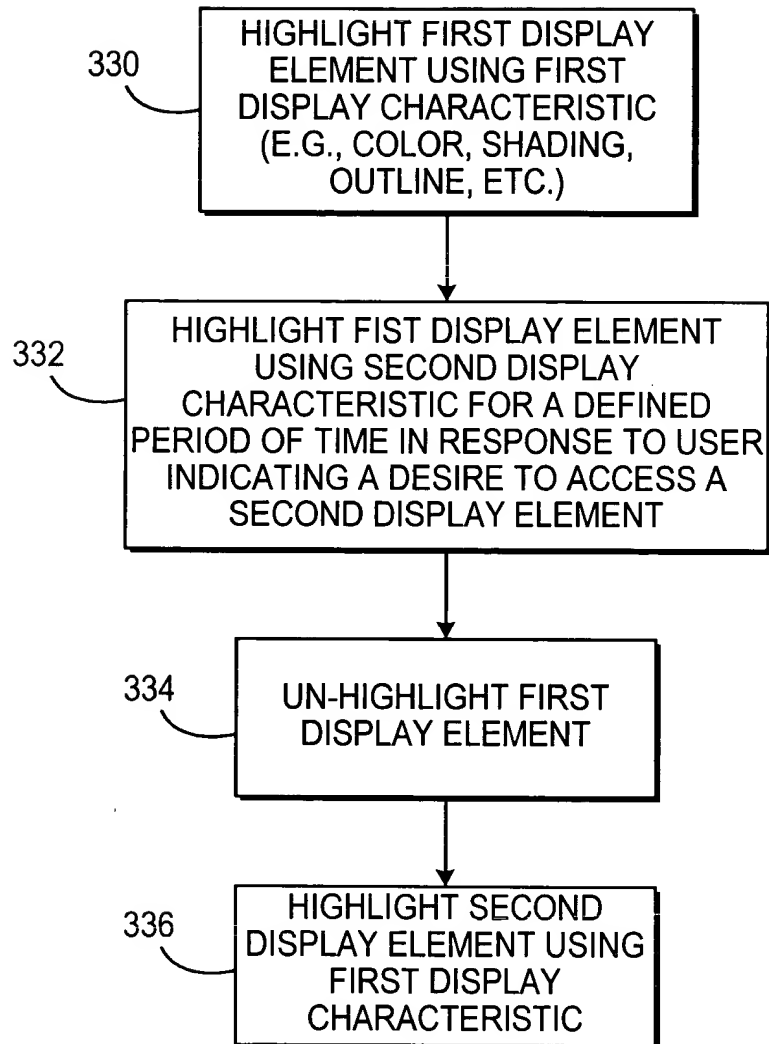 330
HIGHLIGHT FIRST DISPLAY
ELEMENT USING FIRST
DISPLAY CHARACTERISTIC
(E.G., COLOR, SHADING,
OUTLINE, ETC.)
332
HIGHLIGHT FIST DISPLAY ELEMENT
USING SECOND DISPLAY
CHARACTERISTIC FOR A DEFINED
PERIOD OF TIME IN RESPONSE TO USER
INDICATING A DESIRE TO ACCESS A
SECOND DISPLAY ELEMENT
334
UN-HIGHLIGHT FIRST
DISPLAY ELEMENT
336
HIGHLIGHT SECOND
DISPLAY ELEMENT USING
FIRST DISPLAY
CHARACTERISTIC